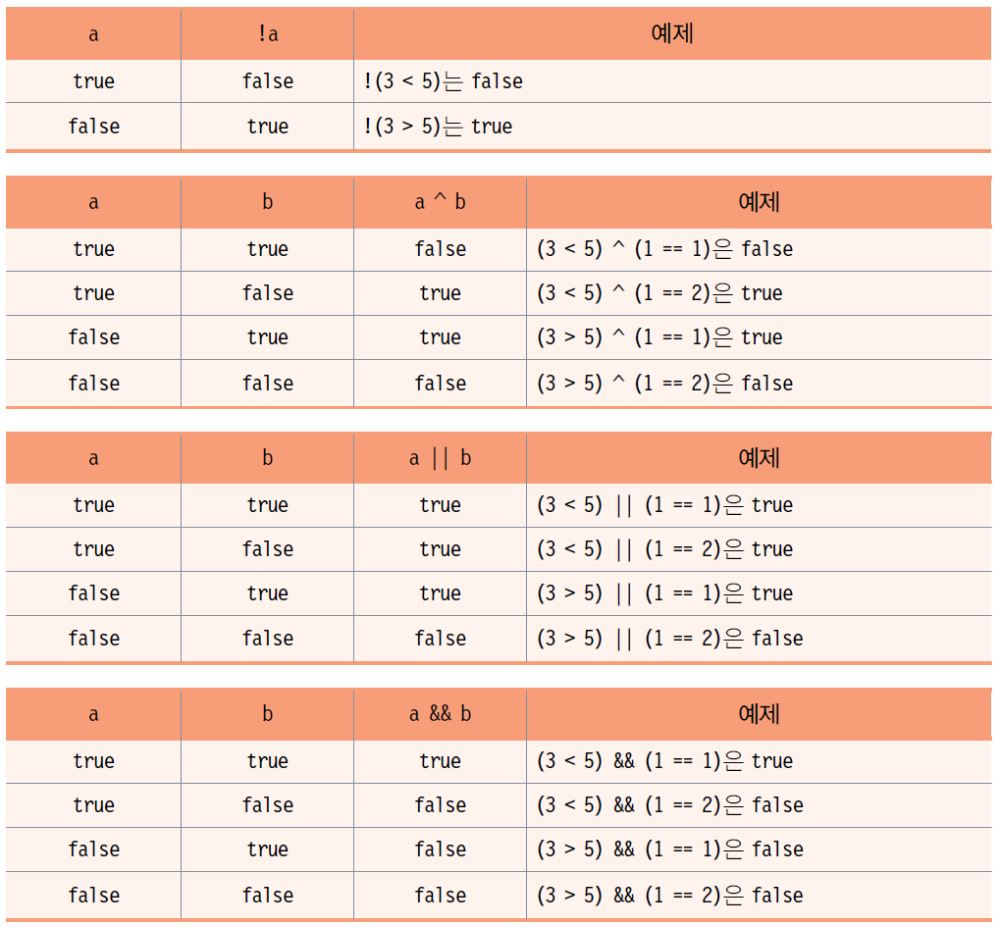 a !a 예제
true false !(3 < 5)는 false
false true !(3 > 5)는 true
a b a ^ b 예제
true true false (3 < 5) ^ (1 == 1)은 false
true false true (3 < 5) ^ (1 == 2)은 true
false true true (3 > 5) ^ (1 == 1)은 true
false false false (3 > 5) ^ (1 == 2)은 false
a b a || b 예제
true true true (3 < 5) || (1 == 1)은 true
true false true (3 < 5) || (1 == 2)은 true
false true true (3 > 5) || (1 == 1)은 true
false false false (3 > 5) || (1 == 2)은 false
a b a && b 예제
true true true (3 < 5) && (1 == 1)은 true
true false false (3 < 5) && (1 == 2)은 false
false true false (3 > 5) && (1 == 1)은 false
false false false (3 > 5) && (1 == 2)은 false